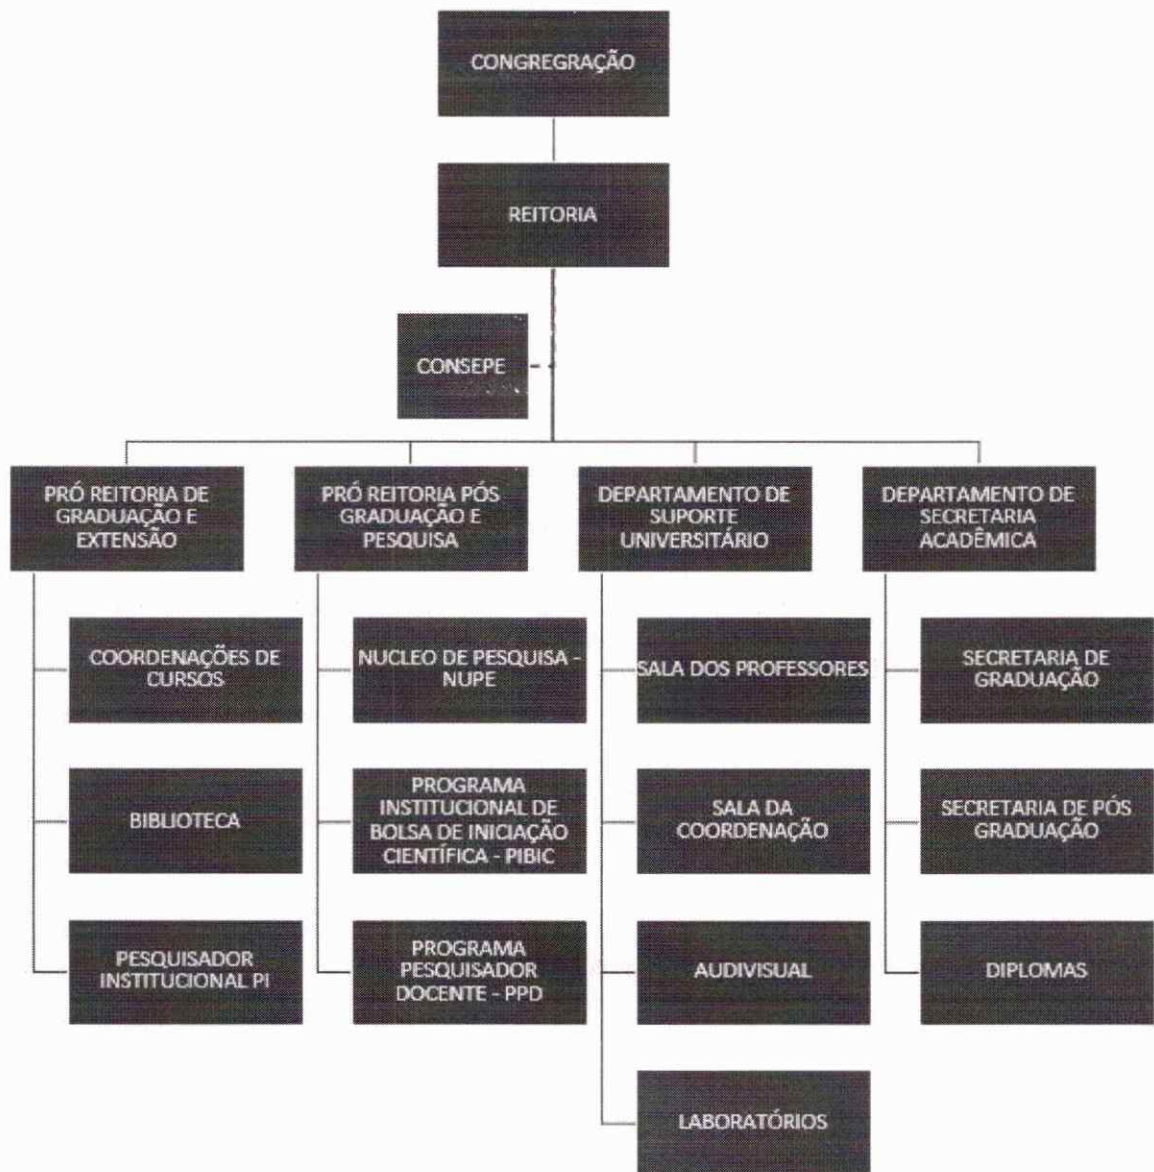 CONGREGRAÇÃO
REITORIA
CONSEPE
PRÓ REITORIA DE
GRADUAÇÃO E
EXTENSÃO
PRÓ REITORIA PÓS
GRADUAÇÃO E
PESQUISA
DEPARTAMENTO DE
SUPORTE
UNIVERSITÁRIO
DEPARTAMENTO DE
SECRETARIA
ACADÊMICA
COORDENAÇÕES DE
CURSOS
NUCLEO DE PESQUISA -
NUPE
SALA DOS PROFESSORES
SECRETARIA DE
GRADUAÇÃO
BIBLIOTECA
PROGRAMA
INSTITUCIONAL DE
BOLSA DE INICIAÇÃO
CIENTÍFICA - PIBIC
SALA DA
COORDENAÇÃO
SECRETARIA DE PÓS
GRADUAÇÃO
PESQUISADOR
INSTITUCIONAL PI
PROGRAMA
PESQUISADOR
DOCENTE - PPD
AUDIVISUAL
DIPLOMAS
LABORATÓRIOS